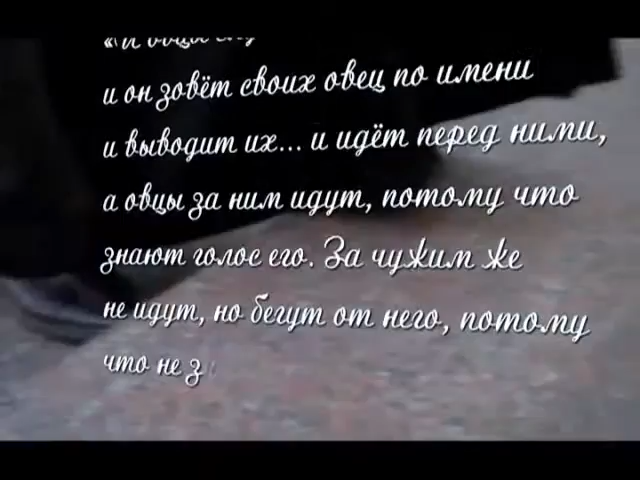 и он зовёт своих овец по имени
и выводит их... и идёт перед ними,
а овцы за ним идут, потому что
знают голос его. За чужим же
не идут, но бегут от него, потому
что не з